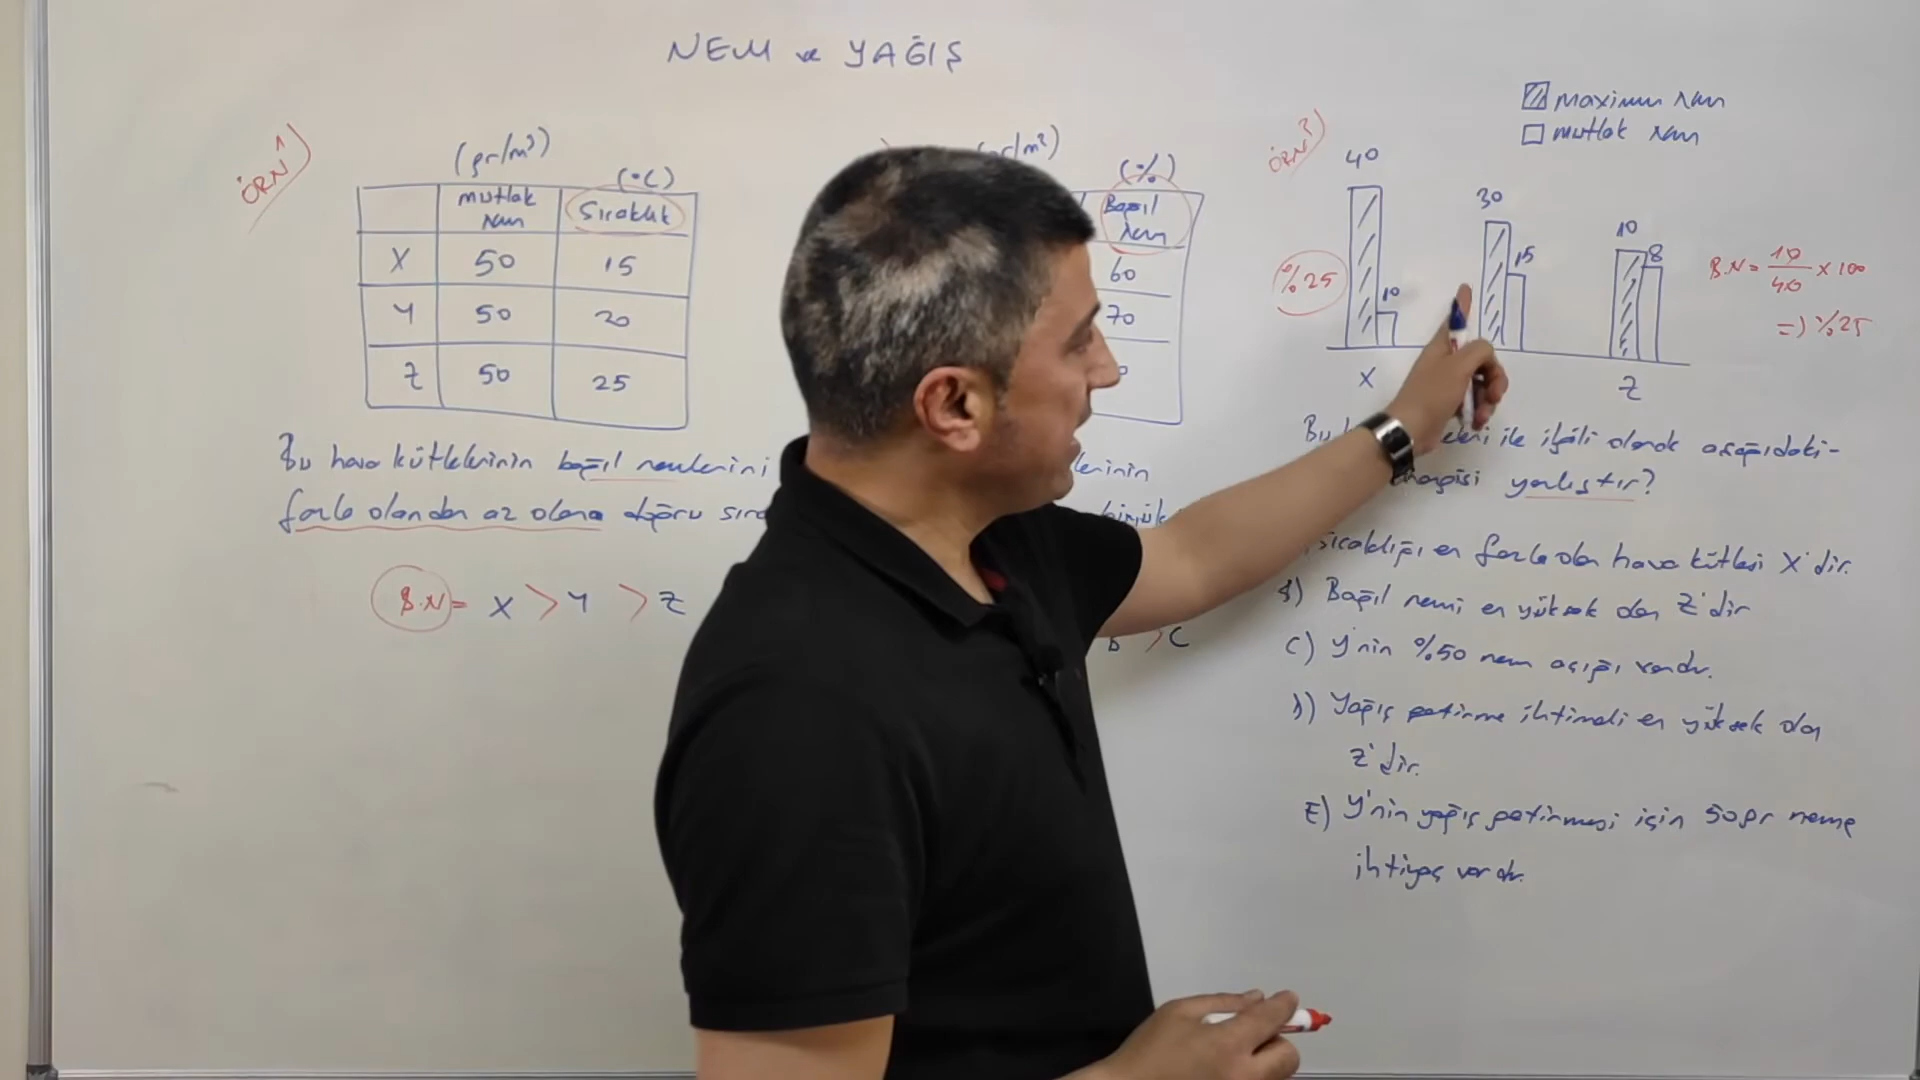 NEM ve YAĞIŞ
ÖRN 1
(gr/m³)
(°C)
mutlak nem
Sıcaklık
X 50 15
Y 50 20
Z 50 25
Bu hava kütlelerinin bağıl nemlerini
fazla olandan az olana doğru sıra
B.N = X > Y > Z
r/m³)
(%)
Bağıl nem
60
70
lerinin
> C
ÖRN 3
maximum nem
mutlak nem
40
30
10
15
10
8
%25
X
Z
B.N = 10/40 x 100
=) %25
Bu ile ilgili olarak aşağıdaki-
hangisi yanlıştır?
Sıcaklığı en fazla olan hava kütlesi X'dir.
B) Bağıl nemi en yüksek olan Z'dir
C) Y'nin %50 nem açığı vardır.
D) Yağış getirme ihtimali en yüksek olan
Z'dir.
E) Y'nin yağış getirmesi için 50gr neme
ihtiyaç vardır.